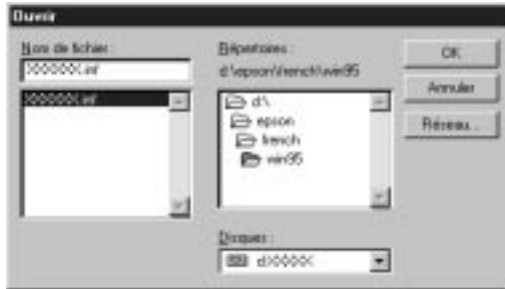 Ouvrir
Nom de fichier :
XXXXXX.inf
XXXXXX.inf
Répertoires :
d:\epson\french\win95
d:\
epson
french
win95
Disques :
d:XXXXX
OK
Annuler
Réseau...